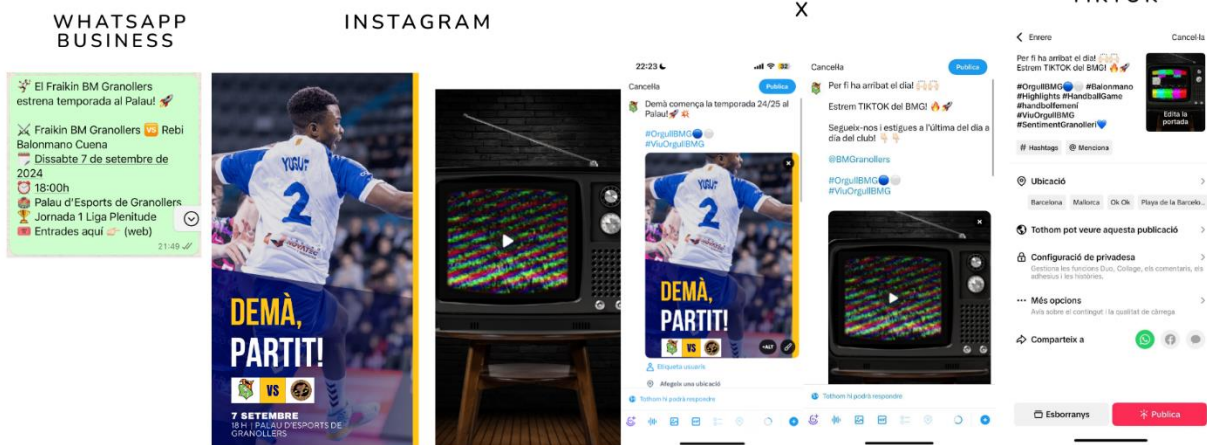 WHATSAPP
BUSINESS
El Fraikin BM Granollers
estrena temporada al Palau! 🚀
⚔️ Fraikin BM Granollers 🆚 Rebi
Balonmano Cuena
🗓️ Dissabte 7 de setembre de
2024
⏰ 18:00h
🏟️ Palau d'Esports de Granollers
🏆 Jornada 1 Liga Plenitude
🎟️ Entrades aquí 👉🏻 (web)
21:49
INSTAGRAM
YUSUF
2
DEMÀ,
PARTIT!
VS
7 SETEMBRE
18H | PALAU D'ESPORTS DE
GRANOLLERS
X
22:23
Cancel·la
Publica
Demà comença la temporada 24/25 al
Palau!🚀 💥
#OrgullBMG🔵⚪
#ViuOrgullBMG
YUSUF
2
DEMÀ,
PARTIT!
VS
+ALT
Etiqueta usuaris
Afegeix una ubicació
Tothom hi podrà respondre
Cancel·la
Publica
Per fi ha arribat el dia! 🙌🏻🙌🏻
Estrem TIKTOK del BMG! 🔥🚀
Segueix-nos i estigues a l'última del dia a
dia del club! 👇🏻👇🏻
@BMGranollers
#OrgullBMG🔵⚪
#ViuOrgullBMG
Tothom hi podrà respondre
TIKTOK
Enrere
Cancel·la
Per fi ha arribat el dia! 🙌🏻🙌🏻
Estrem TIKTOK del BMG! 🔥🚀
#OrgullBMG🔵⚪ #Balonmano
#Highlights #HandballGame
#handbolfemení
#ViuOrgullBMG
#SentimentGranollerí💙
Edita la
portada
# Hashtags
@ Mencions
Ubicació
Barcelona
Mallorca
Ok Ok
Playa de la Barcelo...
Tothom pot veure aquesta publicació
Configuració de privadesa
Gestiona les funcions Duo, Collage, els comentaris, els
adhesius i les històries.
Més opcions
Avís sobre el contingut i la qualitat de càrrega
Comparteix a
Esborranys
Publica